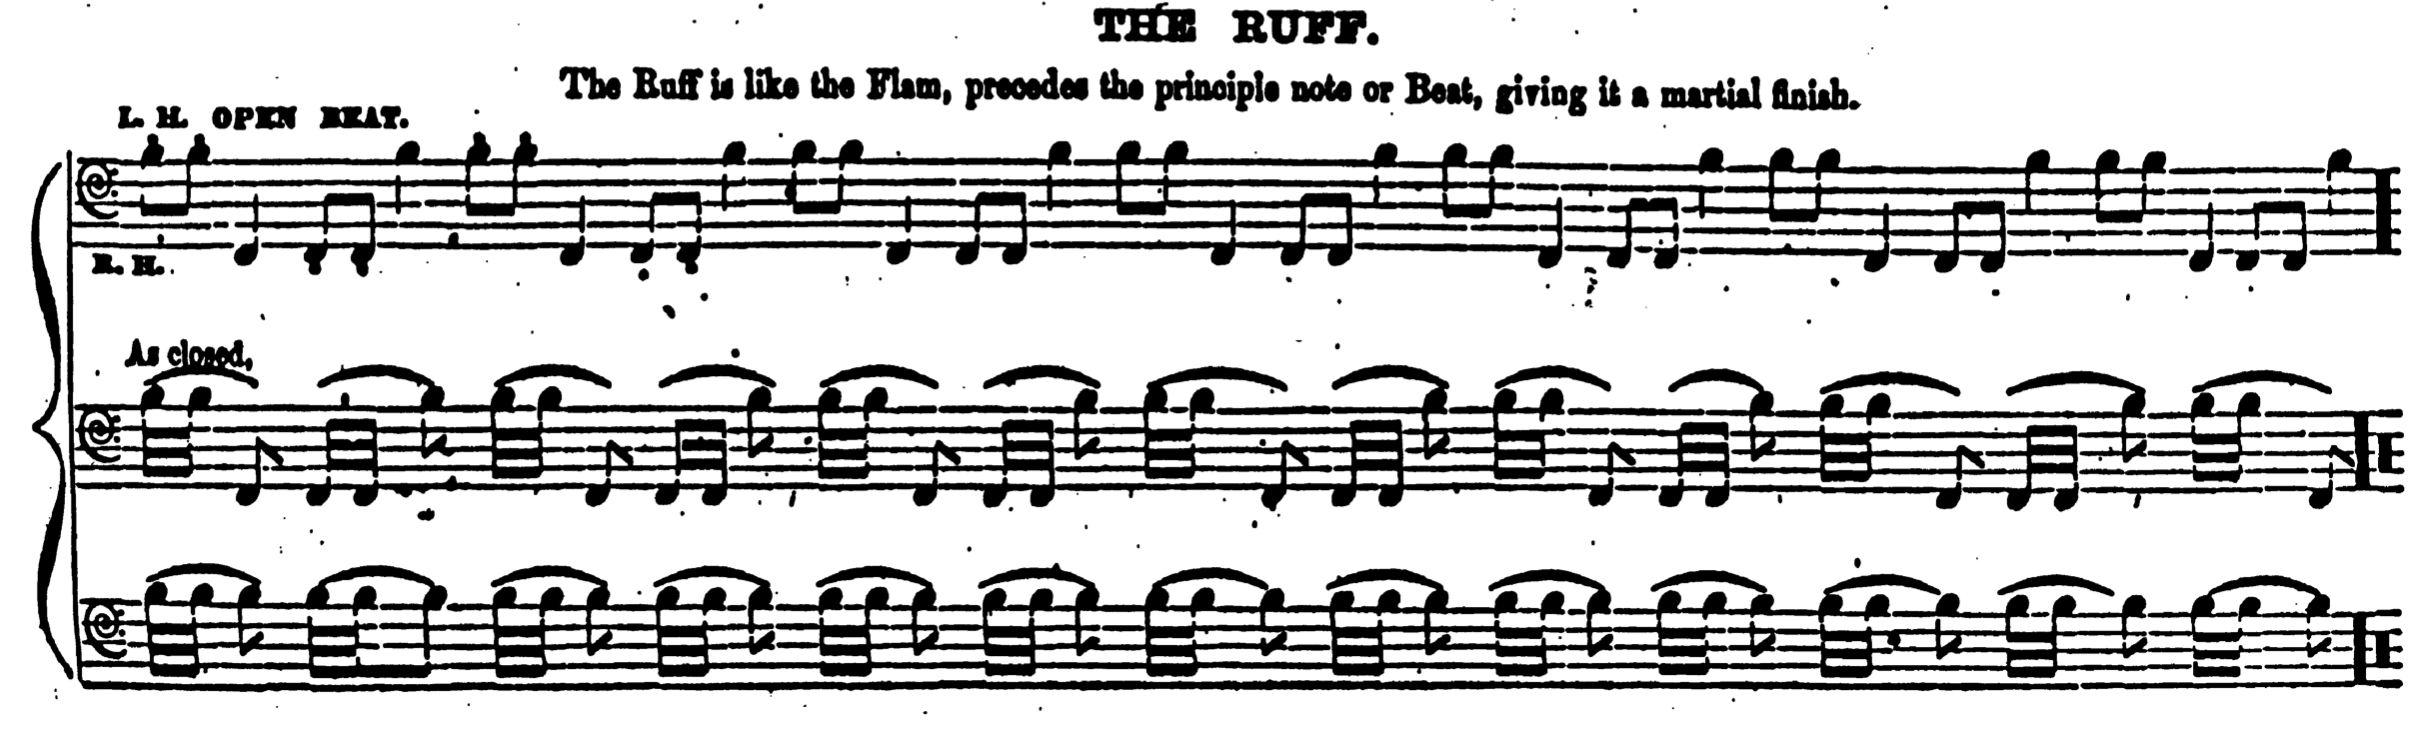 THE RUFF.
The Ruff is like the Flam, precedes the principle note or Beat, giving it a martial finish.
L. H. OPEN BEAT.
R. H.
As closed,